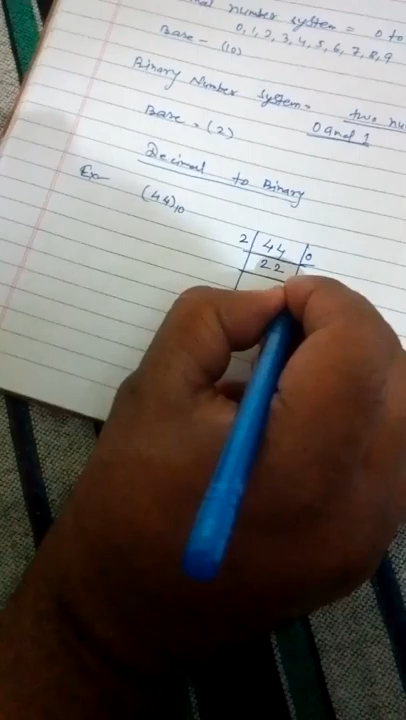 number system = 0 to
0, 1, 2, 3, 4, 5, 6, 7, 8, 9
Base - (10)
Binary Number System =
two nu
Base = (2)
0 and 1
Decimal to Binary
Ex
(44)10
2 44 0
22